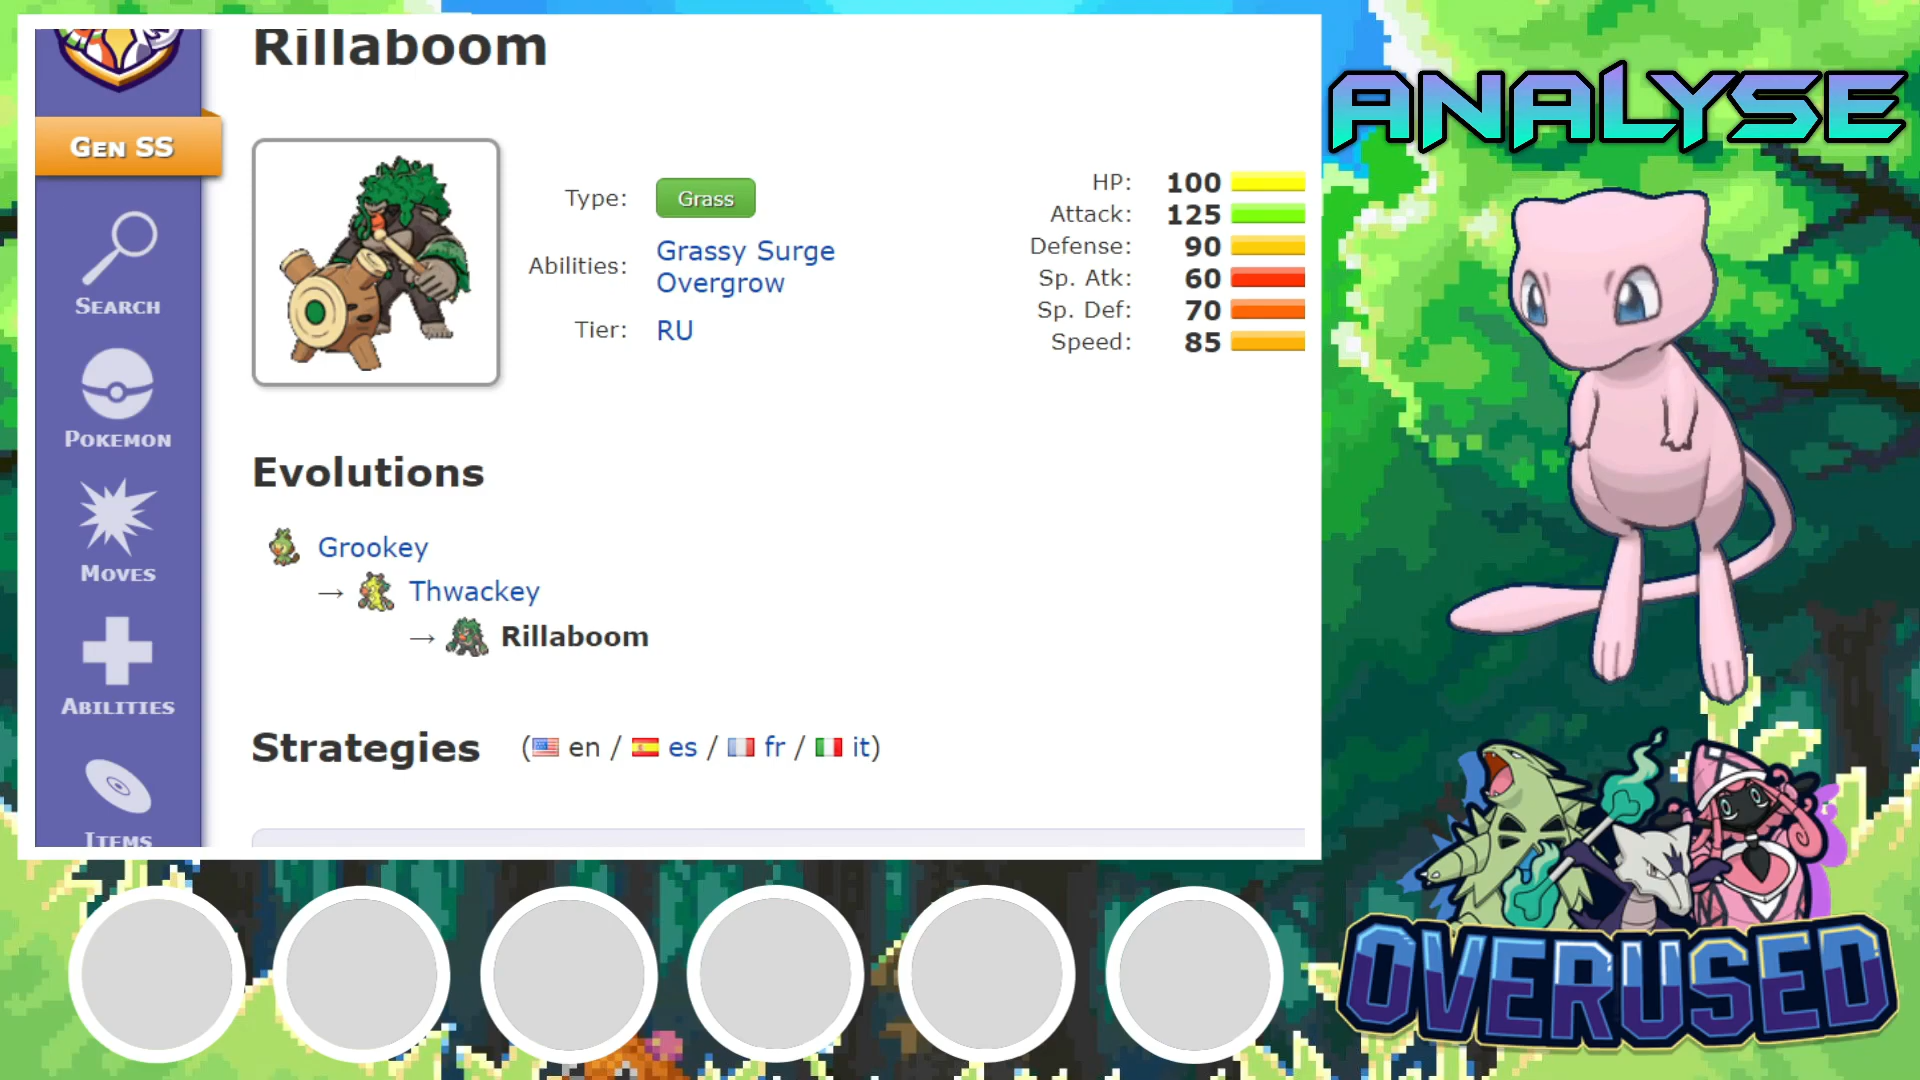 Rillaboom
ANALYSE
GEN SS
Type: Grass
Abilities: Grassy Surge
Overgrow
Tier: RU
HP: 100
Attack: 125
Defense: 90
Sp. Atk: 60
Sp. Def: 70
Speed: 85
SEARCH
POKEMON
MOVES
ABILITIES
ITEMS
Evolutions
Grookey
→ Thwackey
→ Rillaboom
Strategies (en / es / fr / it)
OVERUSED